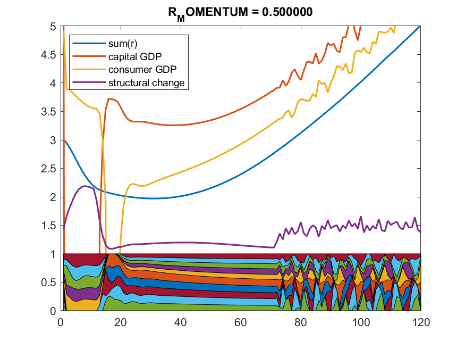 R_MOMENTUM = 0.500000
sum(r)
capital GDP
consumer GDP
structural change
5
4.5
4
3.5
3
2.5
2
1.5
1
0.5
0
0 20 40 60 80 100 120